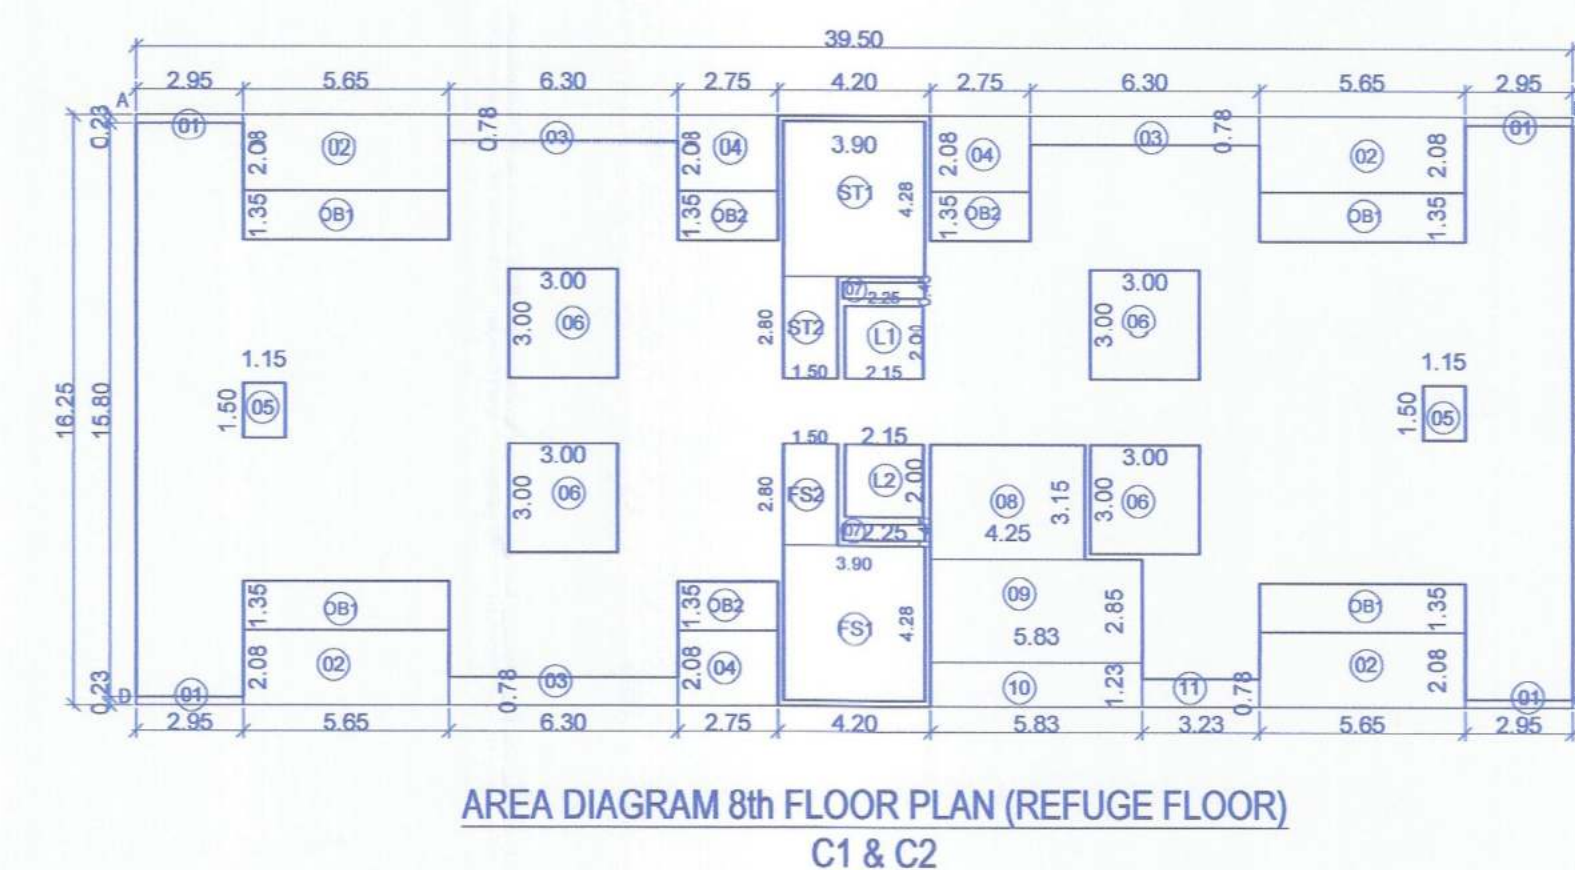 39.50
2.95 5.65 6.30 2.75 4.20 2.75 6.30 5.65 2.95
A
0.23 01 2.08 02 0.78 03 2.08 04 3.90 2.08 04 03 0.78 02 2.08 01
ST1 4.28
1.35 OB1 1.35 OB2 1.35 OB2 OB1 1.35
3.00 07 2.25 3.00
3.00 06 2.80 ST2 L1 2.00 3.00 06
1.50 2.15
1.15 1.15
16.25 15.80 1.50 05 1.50 05
1.50 2.15
3.00 3.00
3.00 06 2.80 FS2 L2 2.00 08 3.15 3.00 06
07 2.25 4.25
3.90
1.35 OB1 1.35 OB2 09 2.85 OB1 1.35
FS1 4.28 5.83
2.08 02 2.08 04 02 2.08
0.23 D 01 0.78 03 10 1.23 11 0.78 01
2.95 5.65 6.30 2.75 4.20 5.83 3.23 5.65 2.95
AREA DIAGRAM 8th FLOOR PLAN (REFUGE FLOOR)
C1 & C2